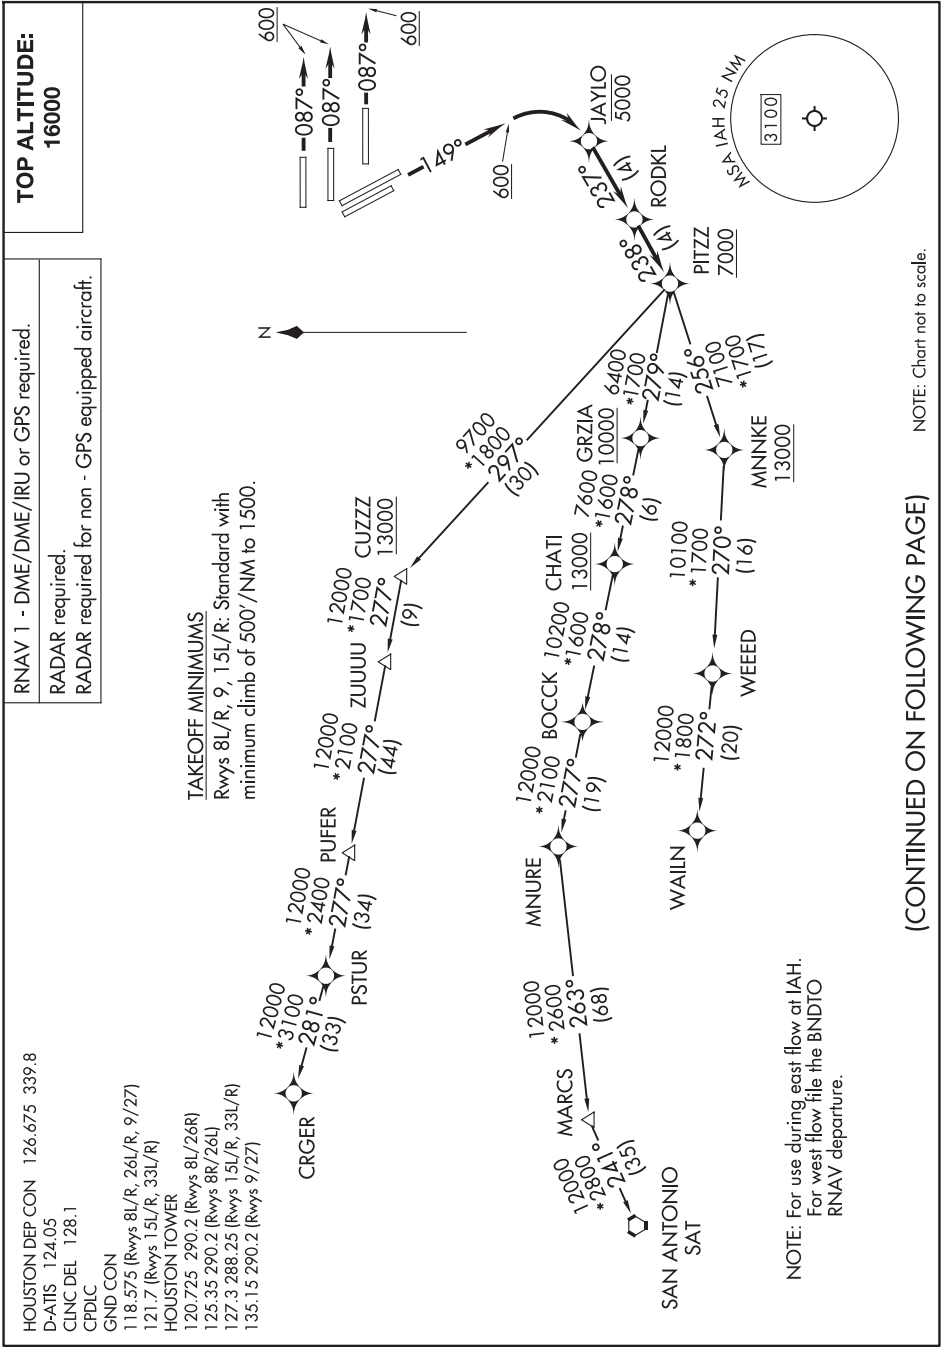 HOUSTON DEP CON 126.675 339.8
D-ATIS 124.05
CLNC DEL 128.1
CPDLC
GND CON
118.575 (Rwys 8L/R, 26L/R, 9/27)
121.7 (Rwys 15L/R, 33L/R)
HOUSTON TOWER
120.725 290.2 (Rwys 8L/26R)
125.35 290.2 (Rwys 8R/26L)
127.3 288.25 (Rwys 15L/R, 33L/R)
135.15 290.2 (Rwys 9/27)
RNAV 1 - DME/DME/IRU or GPS required.
RADAR required.
RADAR required for non - GPS equipped aircraft.
TOP ALTITUDE:
16000
TAKEOFF MINIMUMS
Rwys 8L/R, 9, 15L/R: Standard with
minimum climb of 500'/NM to 1500.
N
600
087°
087°
087°
600
149°
600
JAYLO
5000
237°
(4)
RODKL
238°
(4)
PITZZ
7000
MSA IAH 25 NM
3100
9700
*1800
297°
(30)
CUZZZ
13000
12000
*1700
277°
(9)
ZUUUU
12000
*2100
277°
(44)
PUFER
12000
*2400
277°
(34)
PSTUR
12000
*3100
281°
(33)
CRGER
6400
*1700
279°
(14)
GRZIA
10000
7600
*1600
278°
(6)
CHATI
13000
10200
*1600
278°
(14)
BOCCK
12000
*2100
277°
(19)
MNURE
12000
*2600
263°
(68)
MARCS
12000
*2800
241°
(35)
SAN ANTONIO
SAT
7100
*1700
256°
(17)
MNNKE
13000
10100
*1700
270°
(16)
WEEED
12000
*1800
272°
(20)
WAILN
NOTE: For use during east flow at IAH.
For west flow file the BNDTO
RNAV departure.
NOTE: Chart not to scale.
(CONTINUED ON FOLLOWING PAGE)